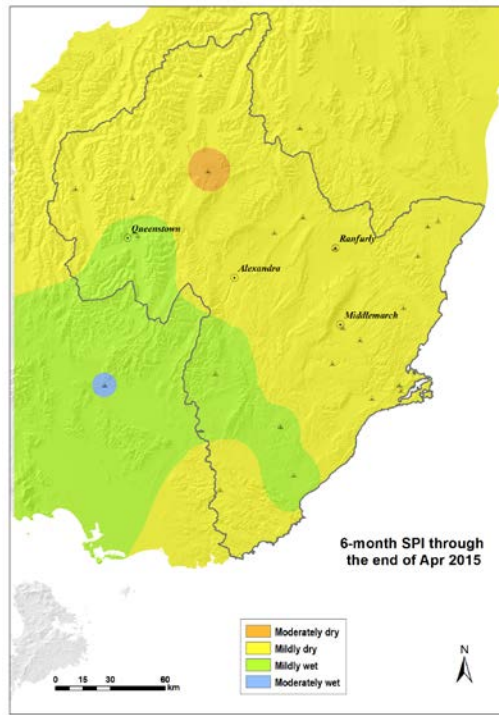 Queenstown
Ranfurly
Alexandra
Middlemarch
6-month SPI through
the end of Apr 2015
Moderately dry
Mildly dry
Mildly wet
Moderately wet
N
0 15 30 60
km